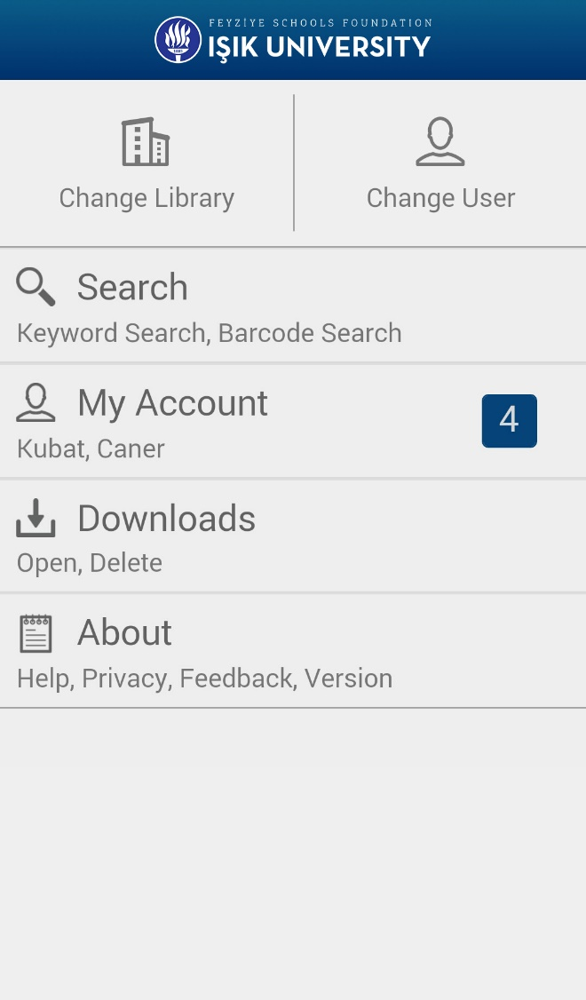 FEYZİYE SCHOOLS FOUNDATION
IŞIK UNIVERSITY
Change Library
Change User
Search
Keyword Search, Barcode Search
My Account
4
Kubat, Caner
Downloads
Open, Delete
About
Help, Privacy, Feedback, Version